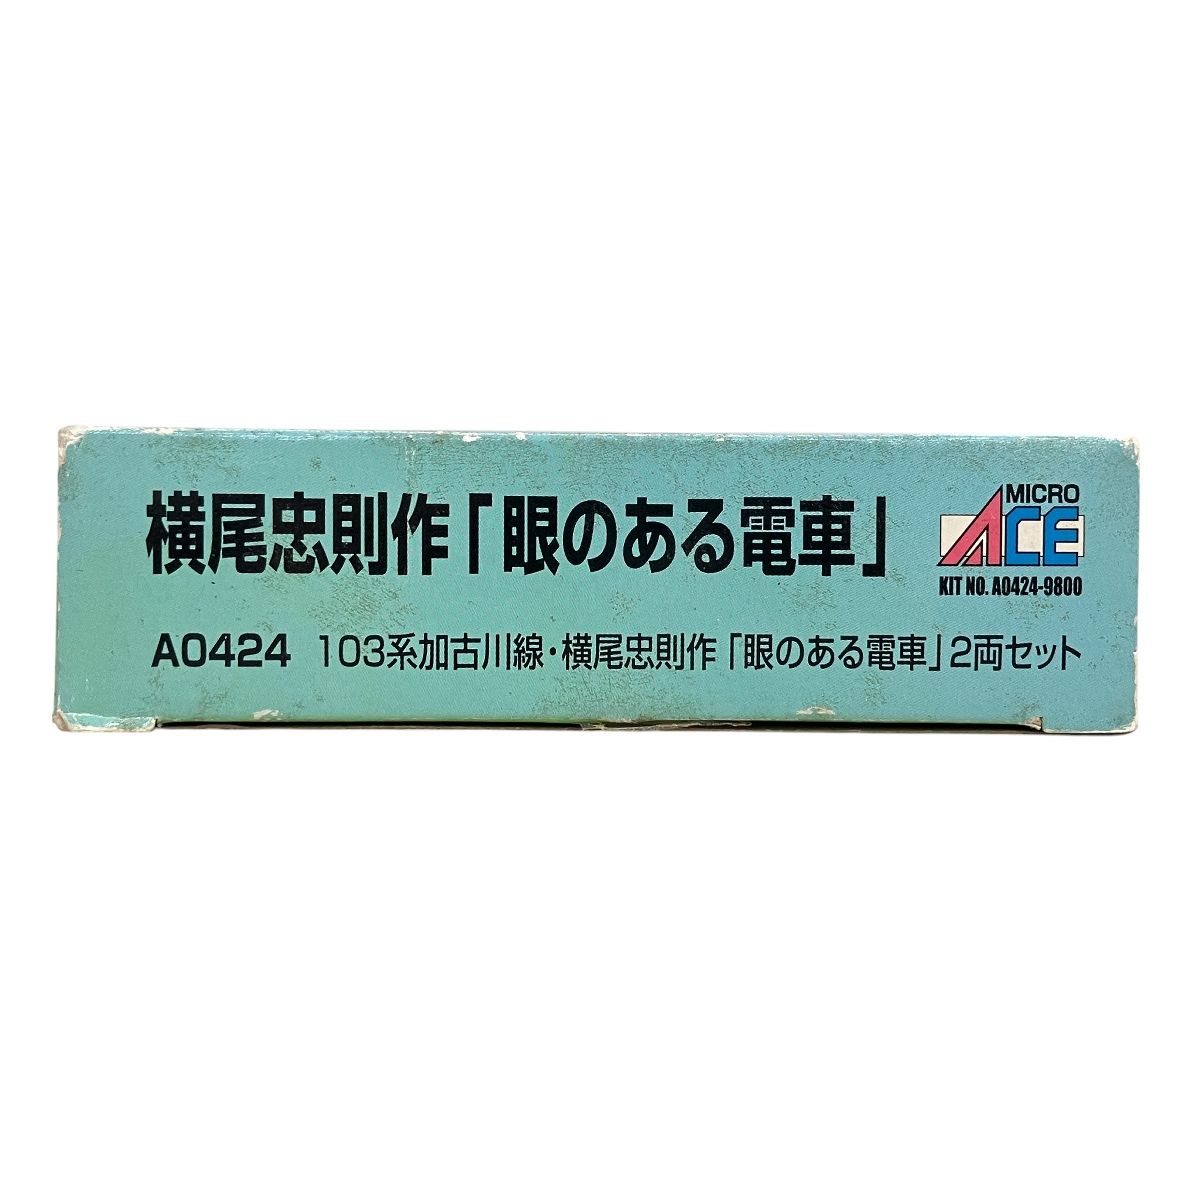 横尾忠則作「眼のある電車」
MICRO
ACE
KIT NO. A0424-9800
A0424 103系加古川線・横尾忠則作「眼のある電車」2両セット